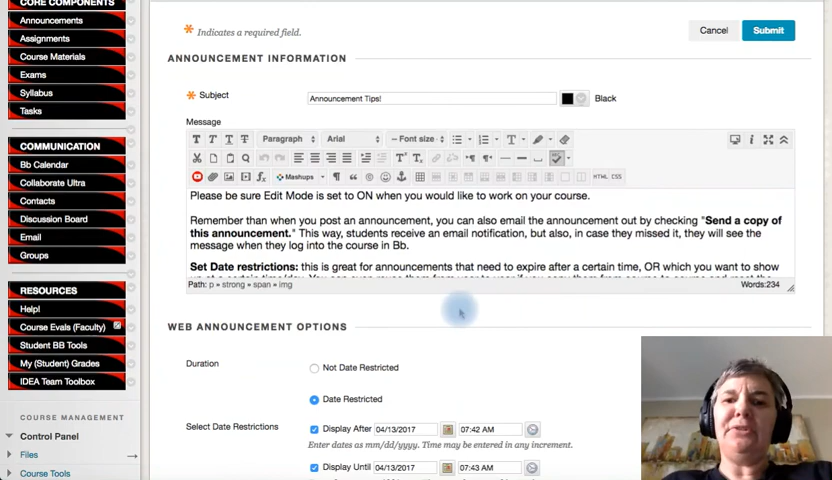 CORE COMPONENTS
Announcements
Assignments
Course Materials
Exams
Syllabus
Tasks
COMMUNICATION
Bb Calendar
Collaborate Ultra
Contacts
Discussion Board
Email
Groups
RESOURCES
Help!
Course Evals (Faculty)
Student BB Tools
My (Student) Grades
IDEA Team Toolbox
COURSE MANAGEMENT
Control Panel
Files
Course Tools
Indicates a required field.
Cancel
Submit
ANNOUNCEMENT INFORMATION
Subject
Announcement Tips!
Black
Message
T T T T Paragraph Arial Font size
Mashups
HTML CSS
Please be sure Edit Mode is set to ON when you would like to work on your course.
Remember than when you post an announcement, you can also email the announcement out by checking "Send a copy of
this announcement." This way, students receive an email notification, but also, in case they missed it, they will see the
message when they log into the course in Bb.
Set Date restrictions: this is great for announcements that need to expire after a certain time, OR which you want to show
Path: p » strong » span » img
Words:234
WEB ANNOUNCEMENT OPTIONS
Duration
Not Date Restricted
Date Restricted
Select Date Restrictions
Display After 04/13/2017 07:42 AM
Enter dates as mm/dd/yyyy. Time may be entered in any increment.
Display Until 04/13/2017 07:43 AM